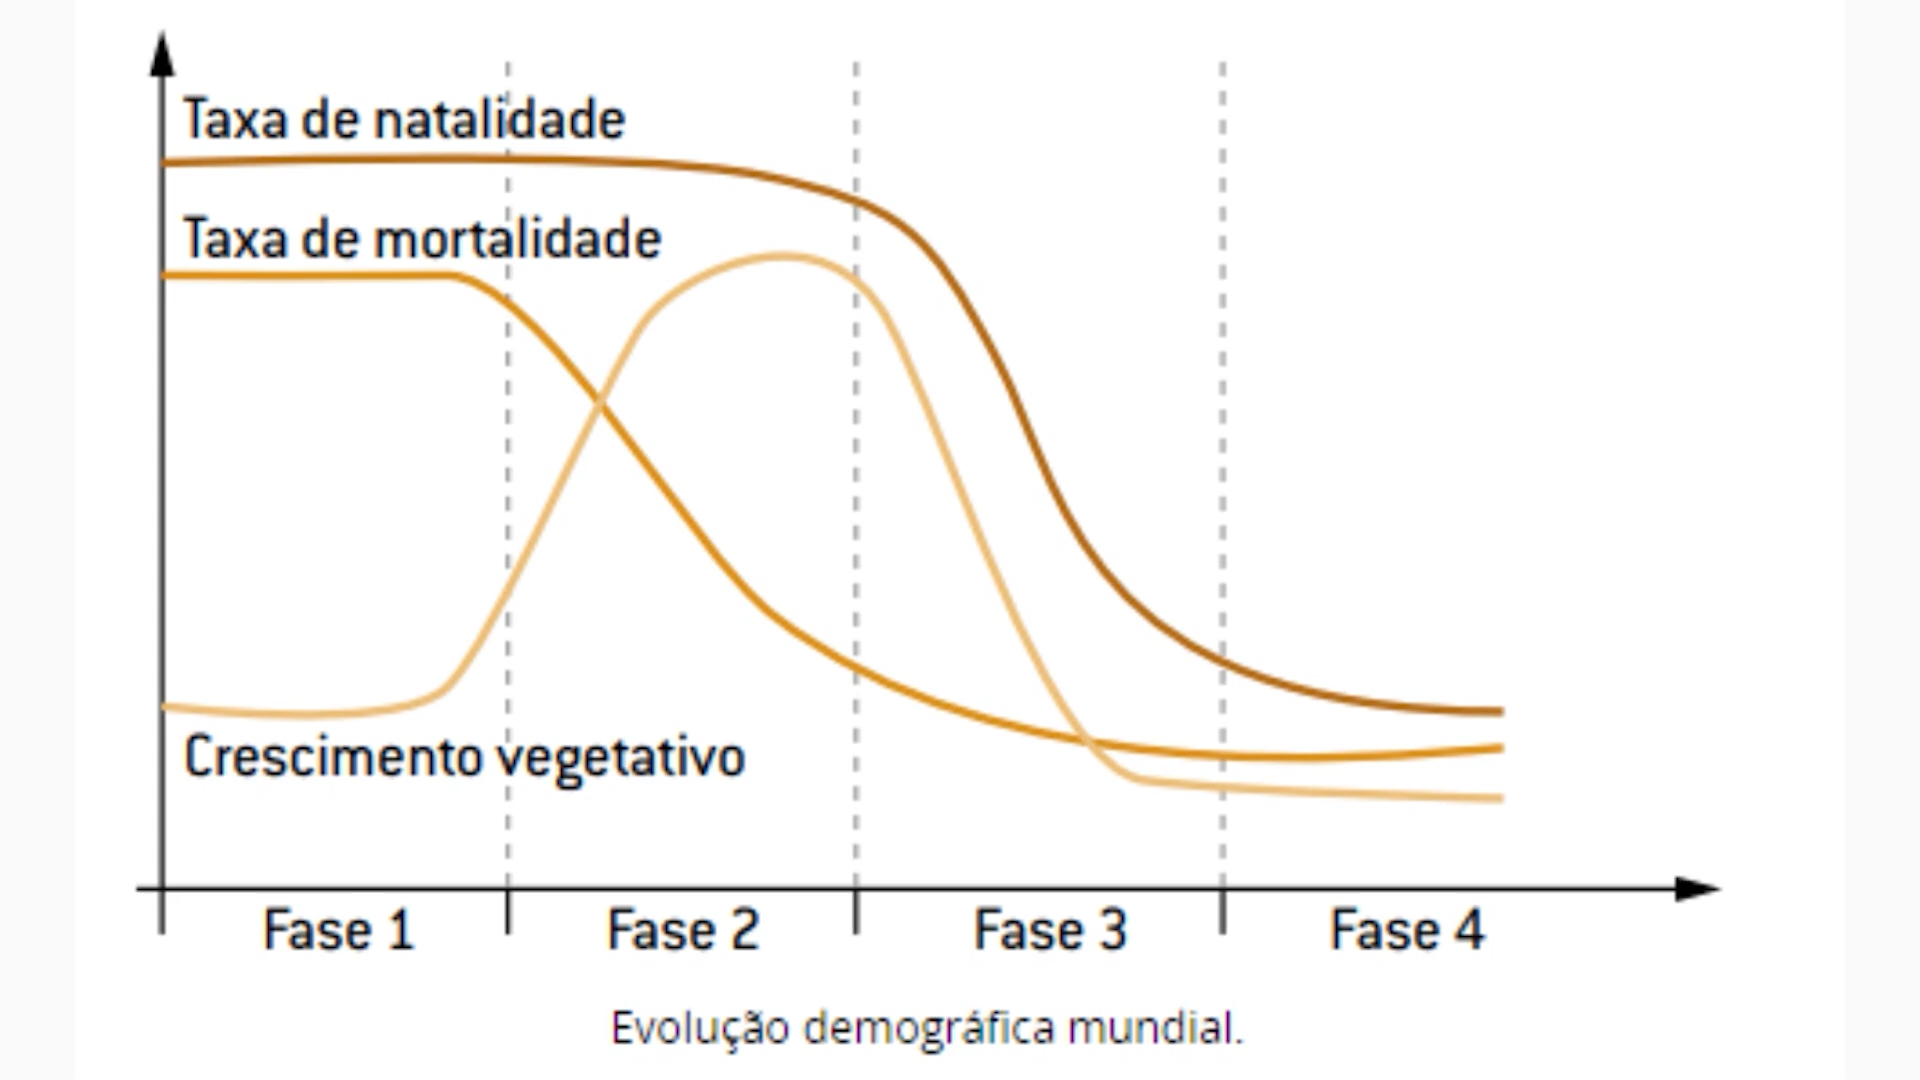 Taxa de natalidade
Taxa de mortalidade
Crescimento vegetativo
Fase 1 Fase 2 Fase 3 Fase 4
Evolução demográfica mundial.